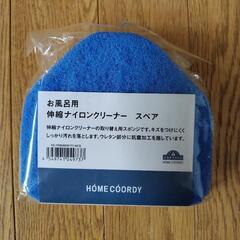 お風呂用
伸縮ナイロンクリーナー　スペア
伸縮ナイロンクリーナーの取り替え用スポンジです。キズをつけにくく
しっかり汚れを落とします。ウレタン部分に抗菌加工を施しています。
HÓME CÓORDY